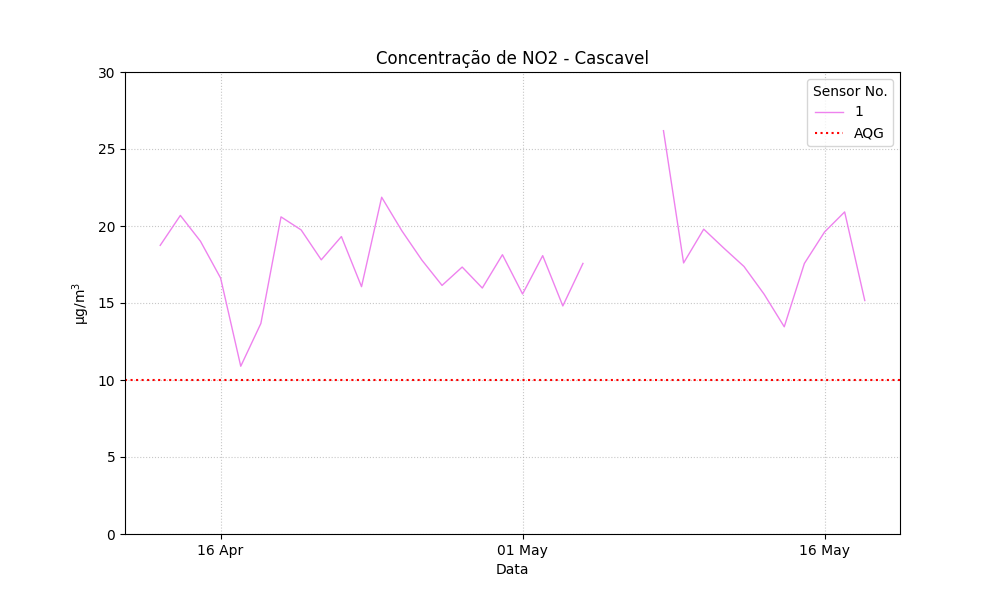 Concentração de NO2 - Cascavel
Sensor No.
1
AQG
30
25
20
15
10
5
0
µg/m³
16 Apr
01 May
16 May
Data